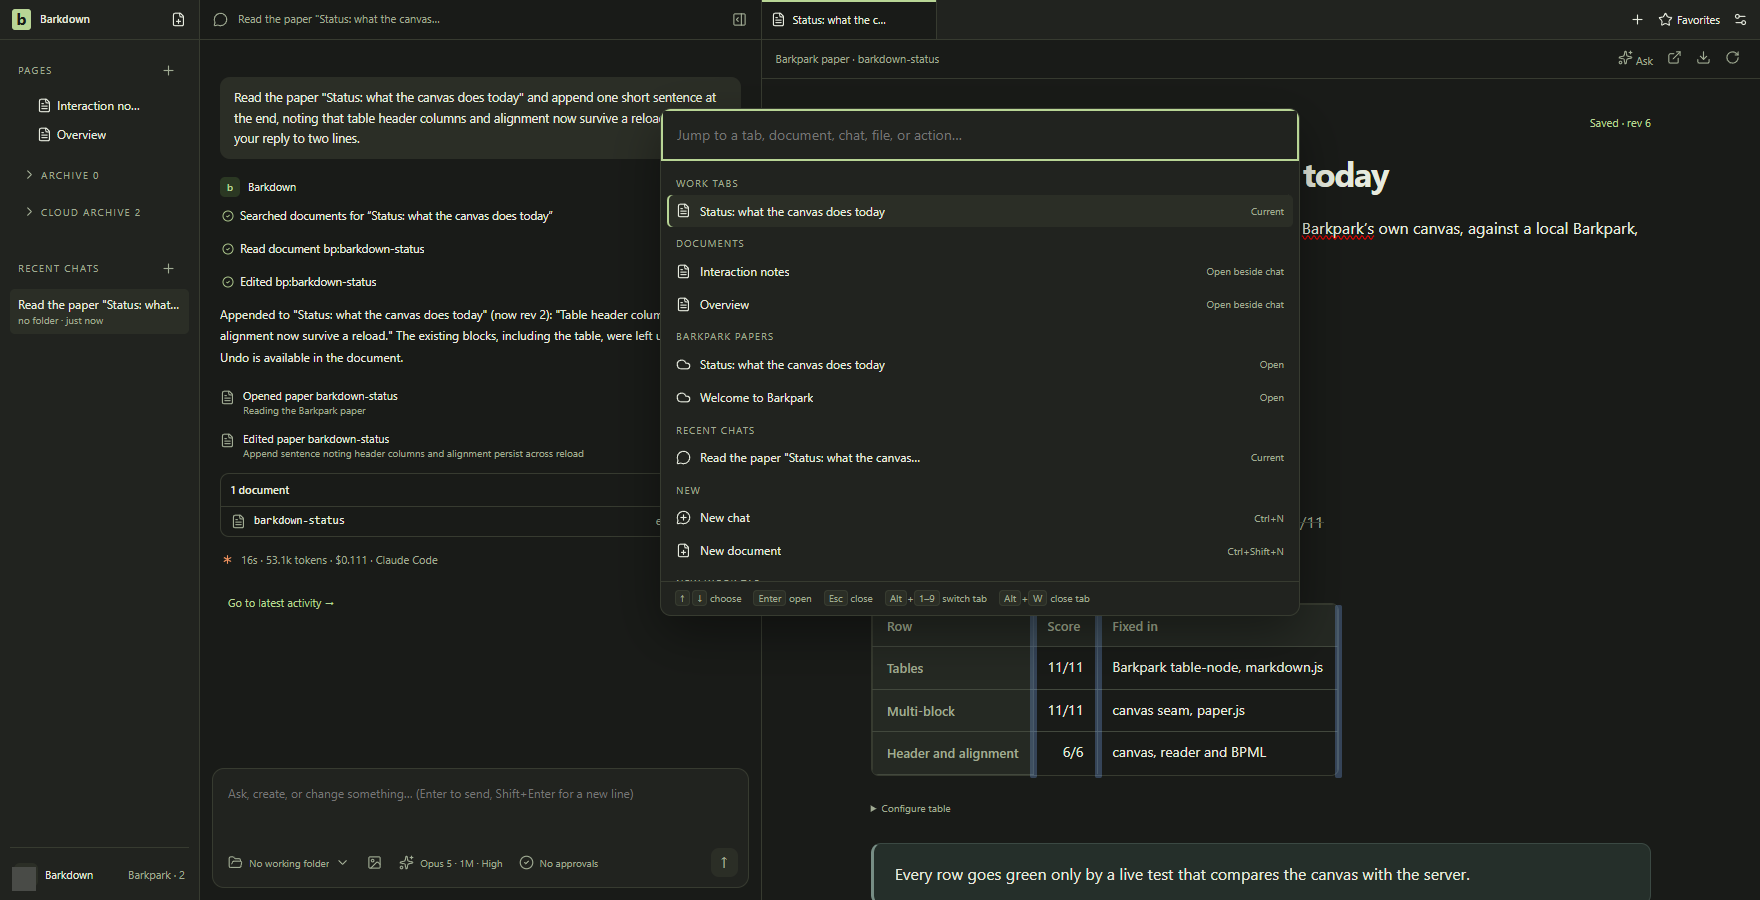 Barkdown
PAGES
Interaction no...
Overview
ARCHIVE 0
CLOUD ARCHIVE 2
RECENT CHATS
Read the paper "Status: what...
no folder · just now
Barkdown
Barkpark · 2
Read the paper "Status: what the canvas...
Read the paper "Status: what the canvas does today" and append one short sentence at
the end, noting that table header columns and alignment now survive a
your reply to two lines.
Barkdown
Searched documents for “Status: what the canvas does today”
Read document bp:barkdown-status
Edited bp:barkdown-status
Appended to "Status: what the canvas does today" (now rev 2): "Table header
alignment now survive a reload." The existing blocks, including the table, were left
Undo is available in the document.
Opened paper barkdown-status
Reading the Barkpark paper
Edited paper barkdown-status
Append sentence noting header columns and alignment persist across reload
1 document
barkdown-status
16s · 53.1k tokens · $0.111 · Claude Code
Go to latest activity →
Ask, create, or change something... (Enter to send, Shift+Enter for a new line)
No working folder
Opus 5 · 1M · High
No approvals
Status: what the c...
Favorites
Barkpark paper · barkdown-status
Ask
Saved · rev 6
today
Barkpark’s own canvas, against a local Barkpark,
/11
Jump to a tab, document, chat, file, or action...
WORK TABS
Status: what the canvas does today Current
DOCUMENTS
Interaction notes Open beside chat
Overview Open beside chat
BARKPARK PAPERS
Status: what the canvas does today Open
Welcome to Barkpark Open
RECENT CHATS
Read the paper "Status: what the canvas... Current
NEW
New chat Ctrl+N
New document Ctrl+Shift+N
↑ ↓ choose Enter open Esc close Alt + 1–9 switch tab Alt + W close tab
Row Score Fixed in
Tables 11/11 Barkpark table-node, markdown.js
Multi-block 11/11 canvas seam, paper.js
Header and alignment 6/6 canvas, reader and BPML
Configure table
Every row goes green only by a live test that compares the canvas with the server.